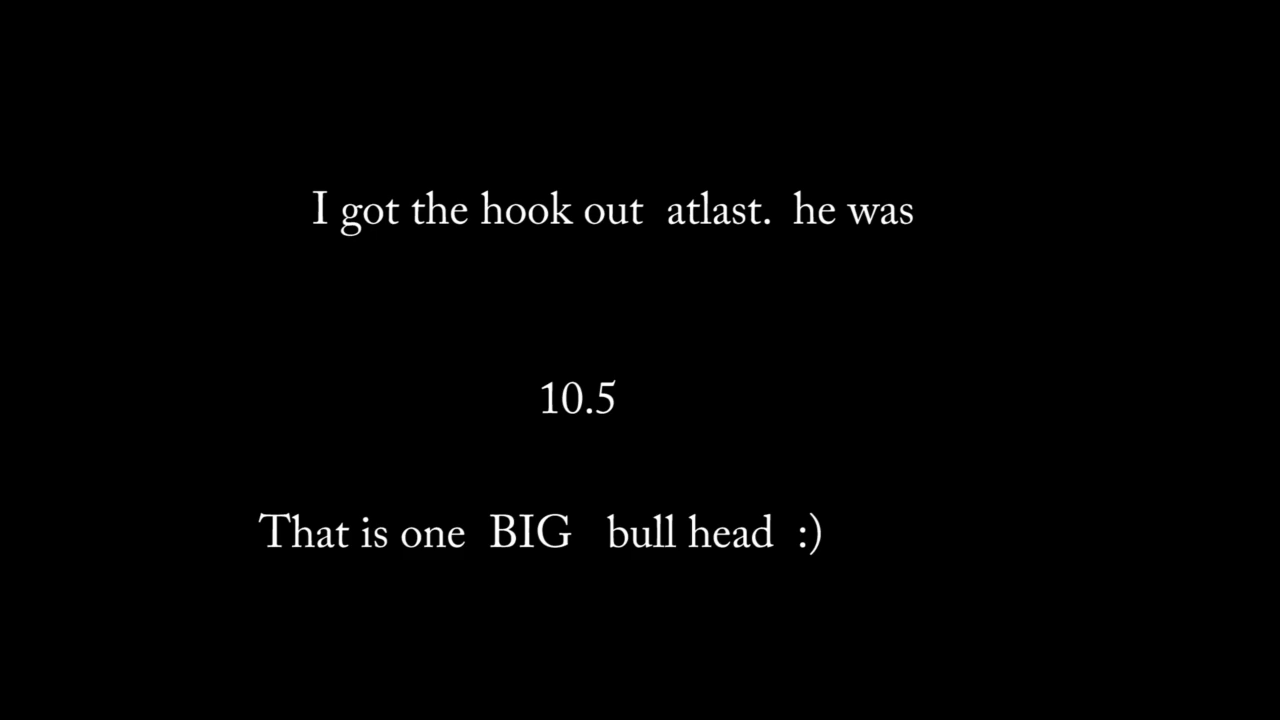 I got the hook out  atlast.  he was
10.5
That is one  BIG   bull head  :)